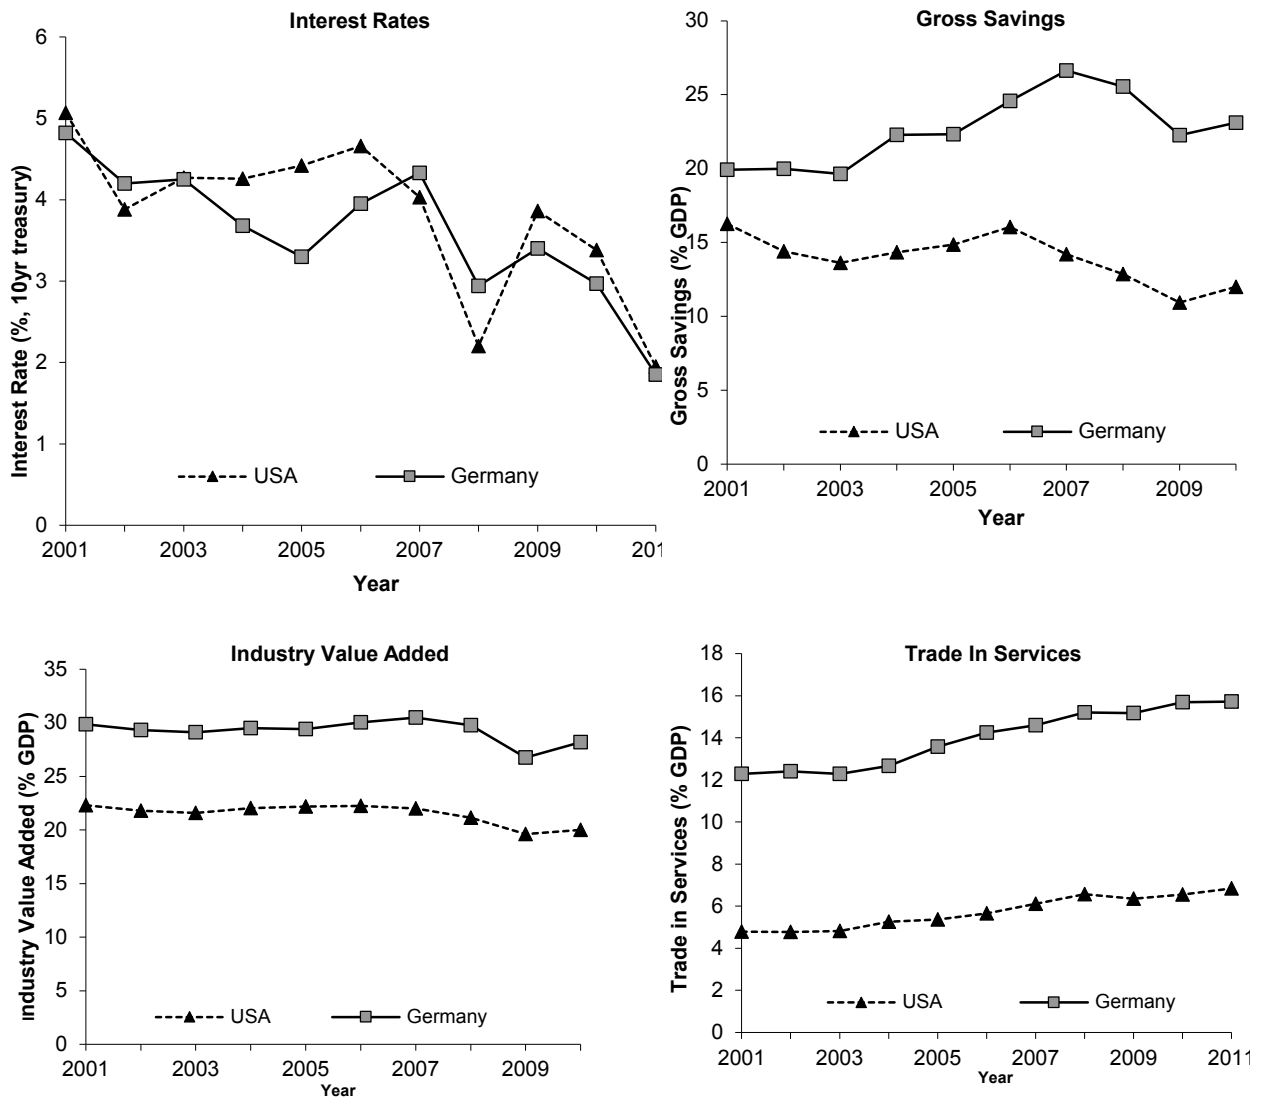 Interest Rates
6
5
4
3
2
1
0
Interest Rate (%, 10yr treasury)
USA
Germany
2001 2003 2005 2007 2009 201
Year
Gross Savings
30
25
20
15
10
5
0
Gross Savings (% GDP)
USA
Germany
2001 2003 2005 2007 2009
Year
Industry Value Added
35
30
25
20
15
10
5
0
Industry Value Added (% GDP)
USA
Germany
2001 2003 2005 2007 2009
Year
Trade In Services
18
16
14
12
10
8
6
4
2
0
Trade in Services (% GDP)
USA
Germany
2001 2003 2005 2007 2009 2011
Year